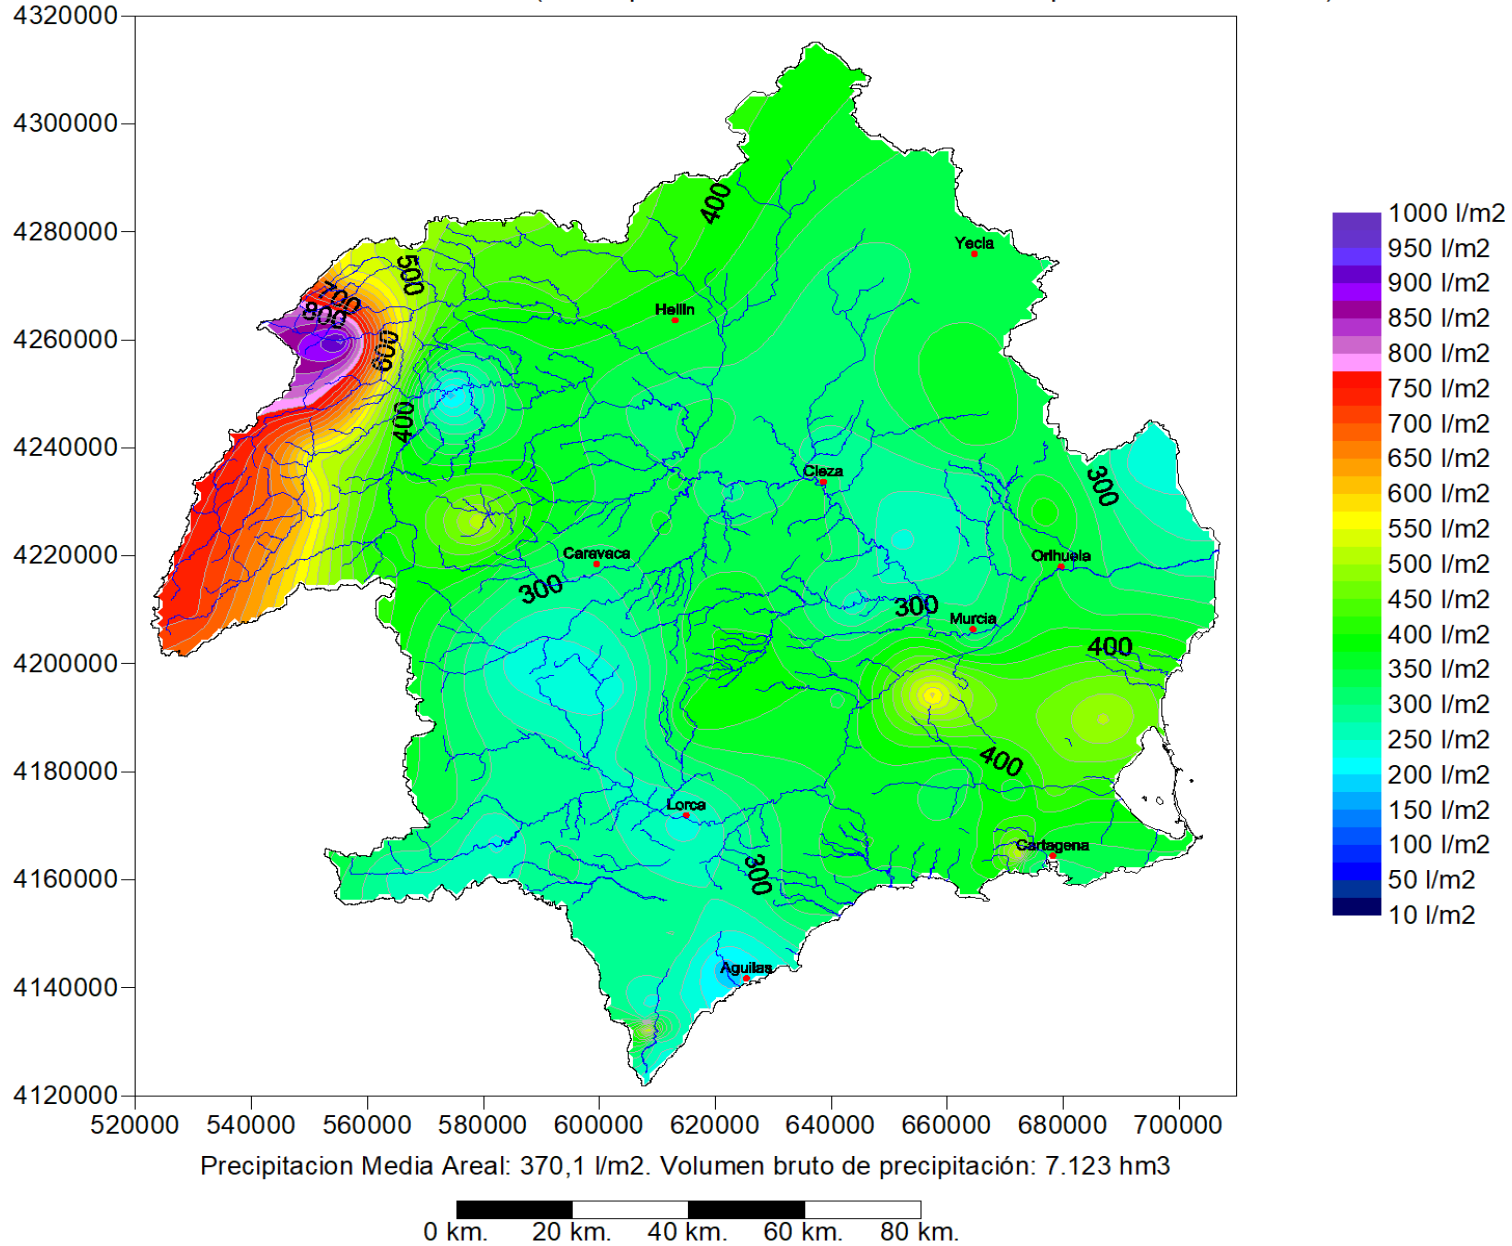 4320000
4300000
4280000
4260000
4240000
4220000
4200000
4180000
4160000
4140000
4120000
520000 540000 560000 580000 600000 620000 640000 660000 680000 700000
400
Yecla
500
700
800
Hellin
600
400
Cieza
300
Caravaca
Orihuela
300
300
Murcia
400
400
Lorca
Cartagena
300
Aguilas
1000 l/m2
950 l/m2
900 l/m2
850 l/m2
800 l/m2
750 l/m2
700 l/m2
650 l/m2
600 l/m2
550 l/m2
500 l/m2
450 l/m2
400 l/m2
350 l/m2
300 l/m2
250 l/m2
200 l/m2
150 l/m2
100 l/m2
50 l/m2
10 l/m2
Precipitacion Media Areal: 370,1 l/m2. Volumen bruto de precipitación: 7.123 hm3
0 km. 20 km. 40 km. 60 km. 80 km.